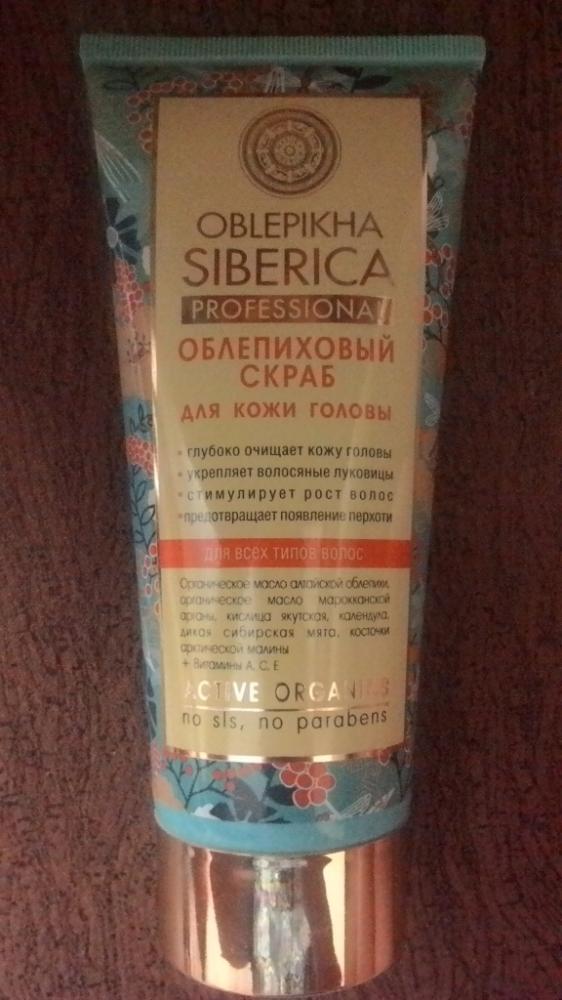 OBLEPIKHA
SIBERICA
PROFESSIONAL
ОБЛЕПИХОВЫЙ
СКРАБ
ДЛЯ КОЖИ ГОЛОВЫ
• глубоко очищает кожу головы
• укрепляет волосяные луковицы
• стимулирует рост волос
• предотвращает появление перхоти
для всех типов волос
Органическое масло алтайской облепихи,
органическое масло марокканской
арганы, кислица якутская, календула,
дикая сибирская мята, косточки
арктической малины
+ Витамины А, С, Е
ACTIVE ORGANICS
no sls, no parabens